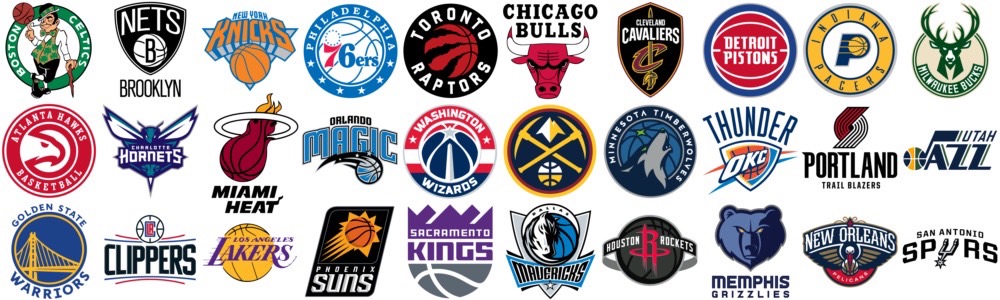 BOSTON CELTICS
NETS
B
BROOKLYN
NEW YORK
KNICKS
PHILADELPHIA
76ers
TORONTO
RAPTORS
CHICAGO
BULLS
CLEVELAND
CAVALIERS
C
DETROIT
PISTONS
INDIANA
PACERS
MILWAUKEE BUCKS
ATLANTA HAWKS
BASKETBALL
CHARLOTTE
HORNETS
MIAMI
HEAT
ORLANDO
MAGIC
WASHINGTON
WIZARDS
MINNESOTA TIMBERWOLVES
THUNDER
OKC
PORTLAND
TRAIL BLAZERS
UTAH
JAZZ
GOLDEN STATE
WARRIORS
LAC
CLIPPERS
LOS ANGELES
LAKERS
PHOENIX
SUNS
SACRAMENTO
KINGS
DALLAS
MAVERICKS
HOUSTON R ROCKETS
MEMPHIS
GRIZZLIES
NEW ORLEANS
PELICANS
SAN ANTONIO
SPURS